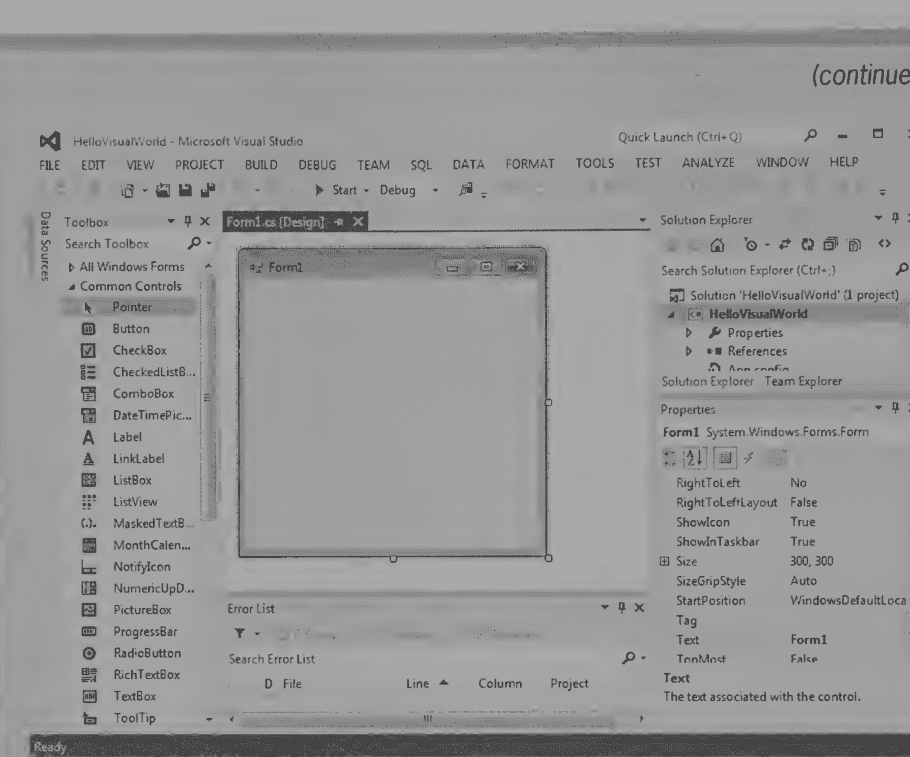 (continue
HelloVisualWorld - Microsoft Visual Studio
Quick Launch (Ctrl+Q)
FILE EDIT VIEW PROJECT BUILD DEBUG TEAM SQL DATA FORMAT TOOLS TEST ANALYZE WINDOW HELP
Start Debug
Data Sources
Toolbox
Search Toolbox
All Windows Forms
Common Controls
Pointer
Button
CheckBox
CheckedListB...
ComboBox
DateTimePic...
Label
LinkLabel
ListBox
ListView
MaskedTextB...
MonthCalen...
NotifyIcon
NumericUpD...
PictureBox
ProgressBar
RadioButton
RichTextBox
TextBox
ToolTip
Form1.cs [Design]
Form1
Error List
Search Error List
D File Line Column Project
Solution Explorer
Search Solution Explorer (Ctrl+;)
Solution 'HelloVisualWorld' (1 project)
HelloVisualWorld
Properties
References
App.config
Solution Explorer Team Explorer
Properties
Form1 System.Windows.Forms.Form
RightToLeft No
RightToLeftLayout False
ShowIcon True
ShowInTaskbar True
Size 300, 300
SizeGripStyle Auto
StartPosition WindowsDefaultLoca
Tag
Text Form1
TopMost False
Text
The text associated with the control.
Ready